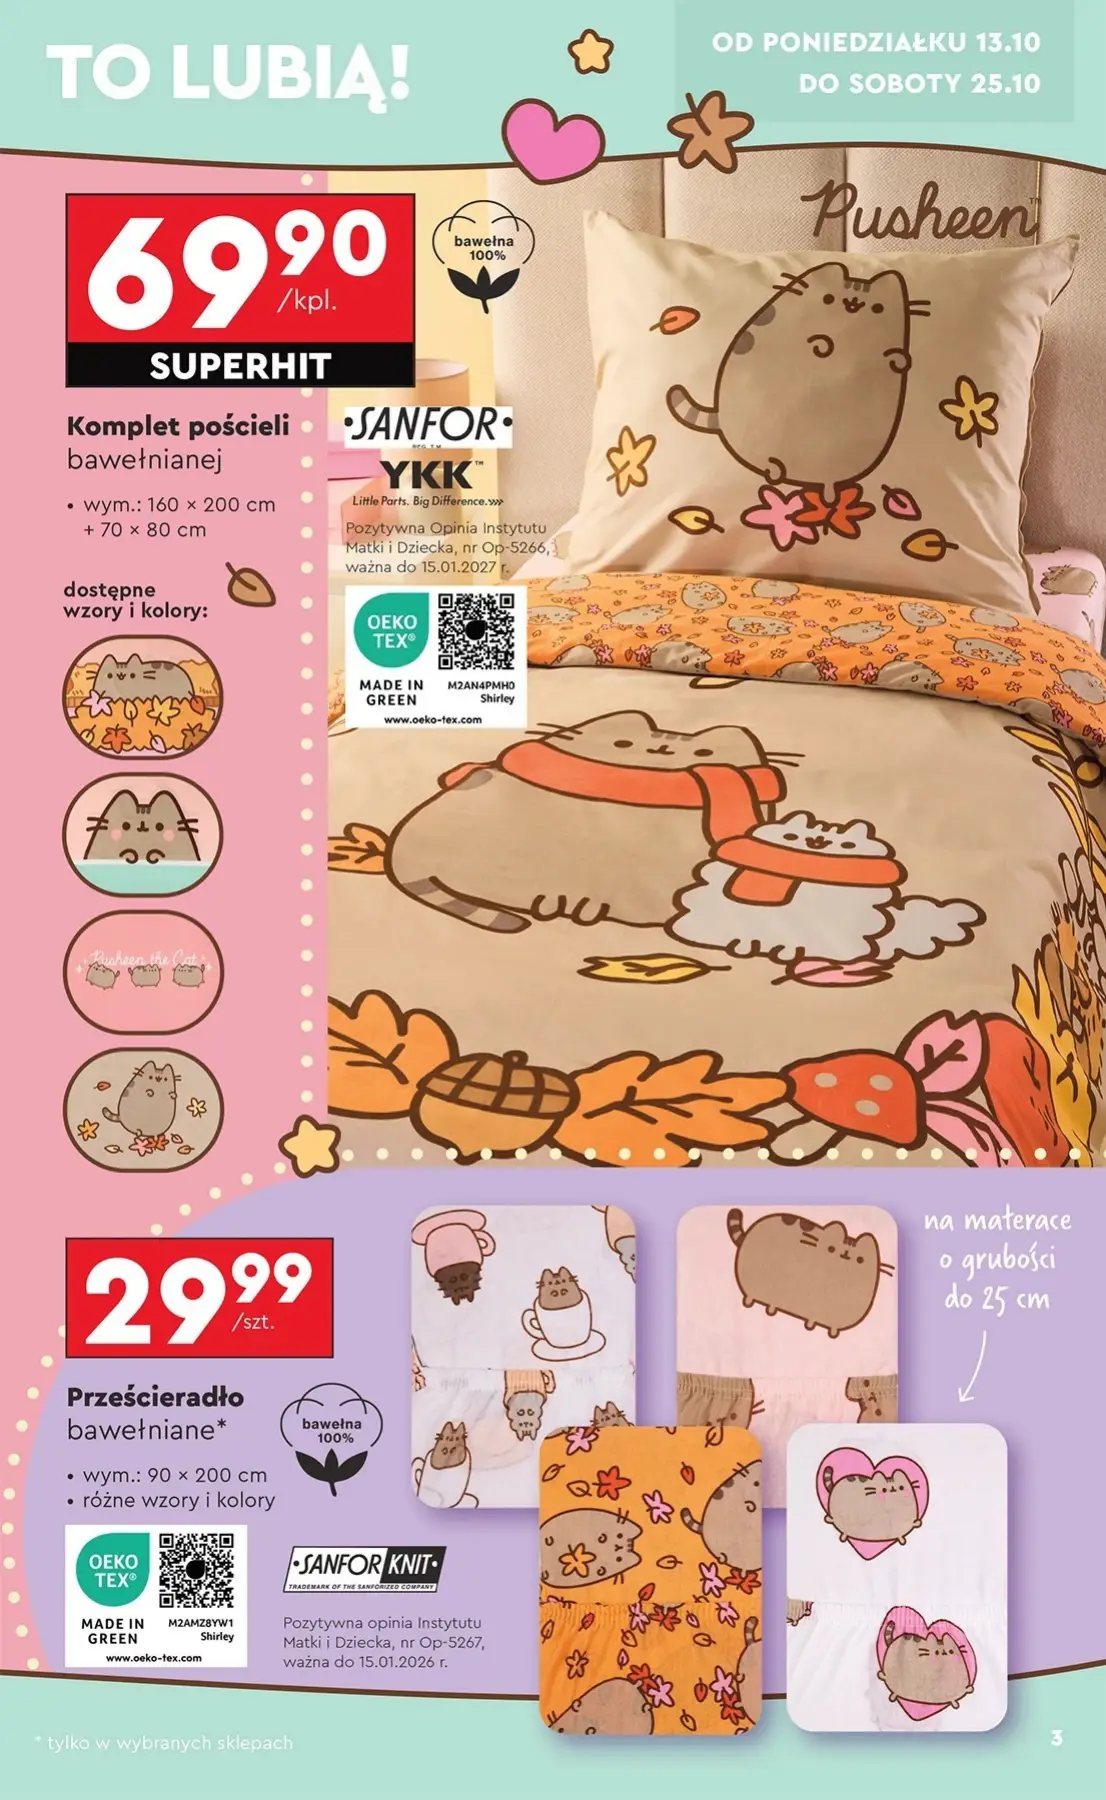 TO LUBIĄ!
OD PONIEDZIAŁKU 13.10
DO SOBOTY 25.10
Pusheen™
69 90
/kpl.
SUPERHIT
bawełna
100%
Komplet pościeli
bawełnianej
• wym.: 160 × 200 cm
+ 70 × 80 cm
•SANFOR•
REG. T.M.
YKK™
Little Parts. Big Difference.
Pozytywna Opinia Instytutu
Matki i Dziecka, nr Op-5266,
ważna do 15.01.2027 r.
dostępne
wzory i kolory:
OEKO
TEX®
MADE IN
GREEN
M2AN4PMH0
Shirley
www.oeko-tex.com
Pusheen the Cat
29 99
/szt.
na materace
o grubości
do 25 cm
Prześcieradło
bawełniane*
bawełna
100%
• wym.: 90 × 200 cm
• różne wzory i kolory
OEKO
TEX®
MADE IN
GREEN
M2AMZ8YW1
Shirley
www.oeko-tex.com
•SANFOR KNIT•
TRADEMARK OF THE SANFORIZED COMPANY
Pozytywna opinia Instytutu
Matki i Dziecka, nr Op-5267,
ważna do 15.01.2026 r.
* tylko w wybranych sklepach
3